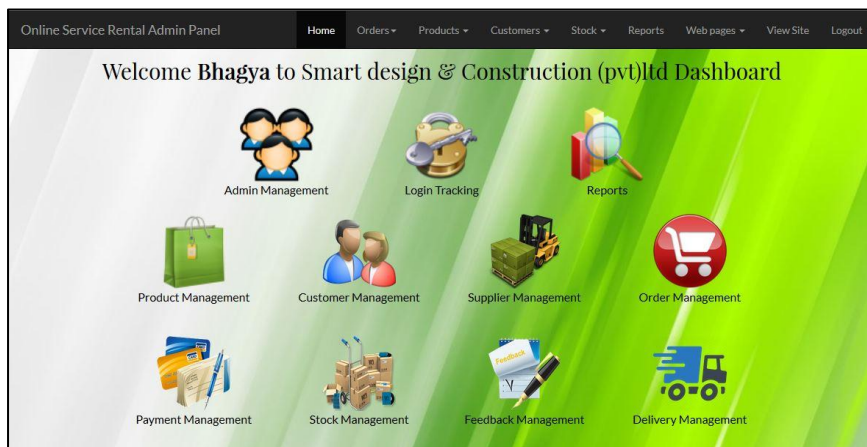 Online Service Rental Admin Panel Home Orders Products Customers Stock Reports Web pages View Site Logout
Welcome Bhagya to Smart design & Construction (pvt)ltd Dashboard
Admin Management Login Tracking Reports
Product Management Customer Management Supplier Management Order Management
Feedback
Payment Management Stock Management Feedback Management Delivery Management